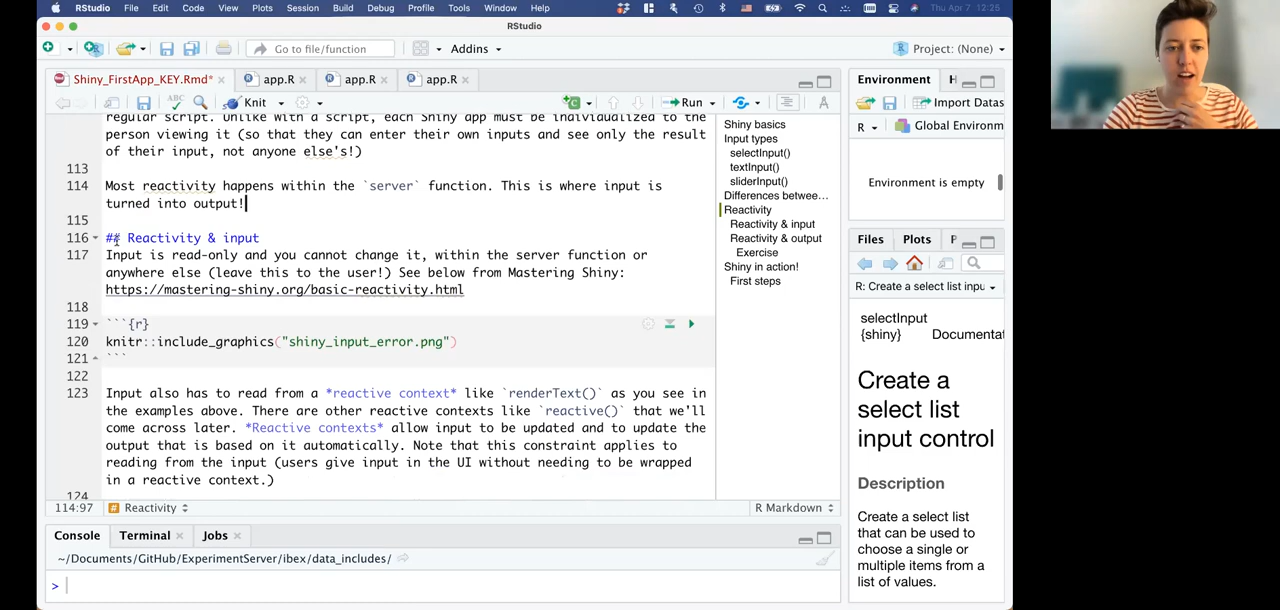 RStudio File Edit Code View Plots Session Build Debug Profile Tools Window Help Thu Apr 7 12:25
RStudio
Go to file/function Addins Project: (None)
Shiny_FirstApp_KEY.Rmd* app.R app.R app.R
ABC Knit Run
regular script. Unlike with a script, each Shiny app must be individualized to the
person viewing it (so that they can enter their own inputs and see only the result
of their input, not anyone else's!)
113
114 Most reactivity happens within the `server` function. This is where input is
turned into output!
115
116 ## Reactivity & input
117 Input is read-only and you cannot change it, within the server function or
anywhere else (leave this to the user!) See below from Mastering Shiny:
https://mastering-shiny.org/basic-reactivity.html
118
119 ```{r}
120 knitr::include_graphics("shiny_input_error.png")
121 ```
122
123 Input also has to read from a *reactive context* like `renderText()` as you see in
the examples above. There are other reactive contexts like `reactive()` that we'll
come across later. *Reactive contexts* allow input to be updated and to update the
output that is based on it automatically. Note that this constraint applies to
reading from the input (users give input in the UI without needing to be wrapped
in a reactive context.)
124
114:97 # Reactivity R Markdown
Shiny basics
Input types
selectInput()
textInput()
sliderInput()
Differences betwee…
Reactivity
Reactivity & input
Reactivity & output
Exercise
Shiny in action!
First steps
Console Terminal Jobs
~/Documents/GitHub/ExperimentServer/ibex/data_includes/
>
Environment H
Import Datas
R Global Environm
Environment is empty
Files Plots P
R: Create a select list inpu
selectInput
{shiny} Documentat
Create a
select list
input control
Description
Create a select list
that can be used to
choose a single or
multiple items from a
list of values.